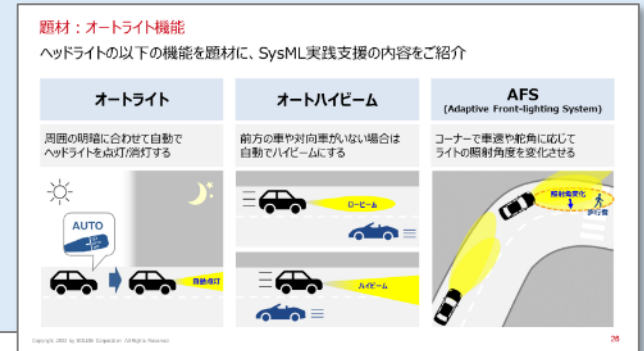 題材：オートライト機能
ヘッドライトの以下の機能を題材に、SysML実践支援の内容をご紹介
オートライト
周囲の明暗に合わせて自動で
ヘッドライトを点灯/消灯する
AUTO
自動点灯
オートハイビーム
前方の車や対向車がいない場合は
自動でハイビームにする
ロービーム
ハイビーム
AFS
(Adaptive Front-lighting System)
コーナーで車速や舵角に応じて
ライトの照射角度を変化させる
照射角変化
歩行者
26